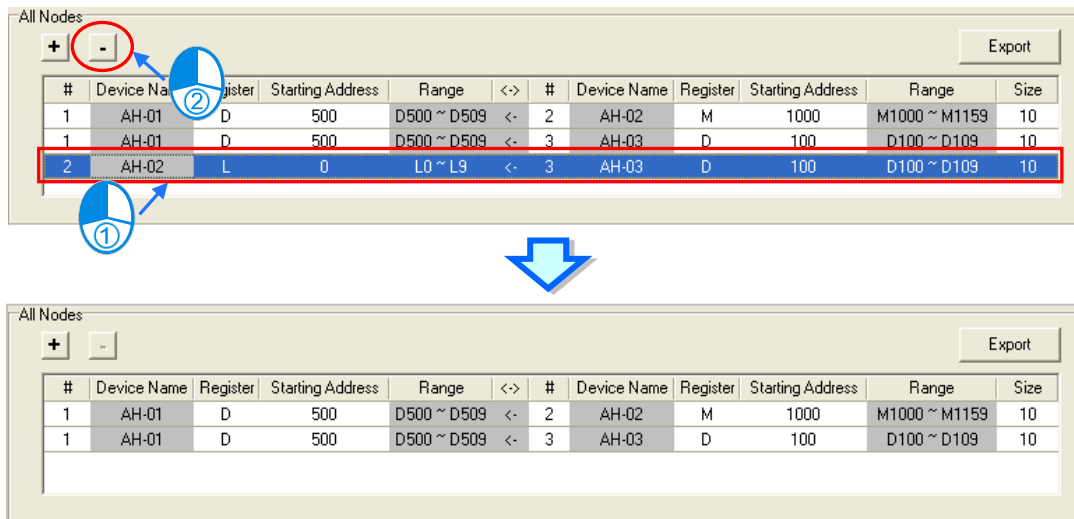 All Nodes
+ - Export
# Device Na gister Starting Address Range <-> # Device Name Register Starting Address Range Size
②
1 AH-01 D 500 D500 ~ D509 <- 2 AH-02 M 1000 M1000 ~ M1159 10
1 AH-01 D 500 D500 ~ D509 <- 3 AH-03 D 100 D100 ~ D109 10
2 AH-02 L 0 L0 ~ L9 <- 3 AH-03 D 100 D100 ~ D109 10
①
All Nodes
+ - Export
# Device Name Register Starting Address Range <-> # Device Name Register Starting Address Range Size
1 AH-01 D 500 D500 ~ D509 <- 2 AH-02 M 1000 M1000 ~ M1159 10
1 AH-01 D 500 D500 ~ D509 <- 3 AH-03 D 100 D100 ~ D109 10